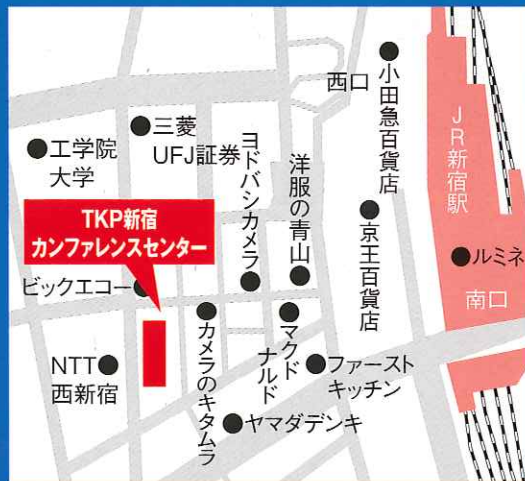 小田急百貨店
西口
JR新宿駅
三菱
UFJ証券
工学院
大学
ヨドバシカメラ
洋服の青山
TKP新宿
カンファレンスセンター
京王百貨店
ルミネ
南口
ビックエコー
カメラのキタムラ
マクド
ナルド
NTT
西新宿
ファースト
キッチン
ヤマダデンキ